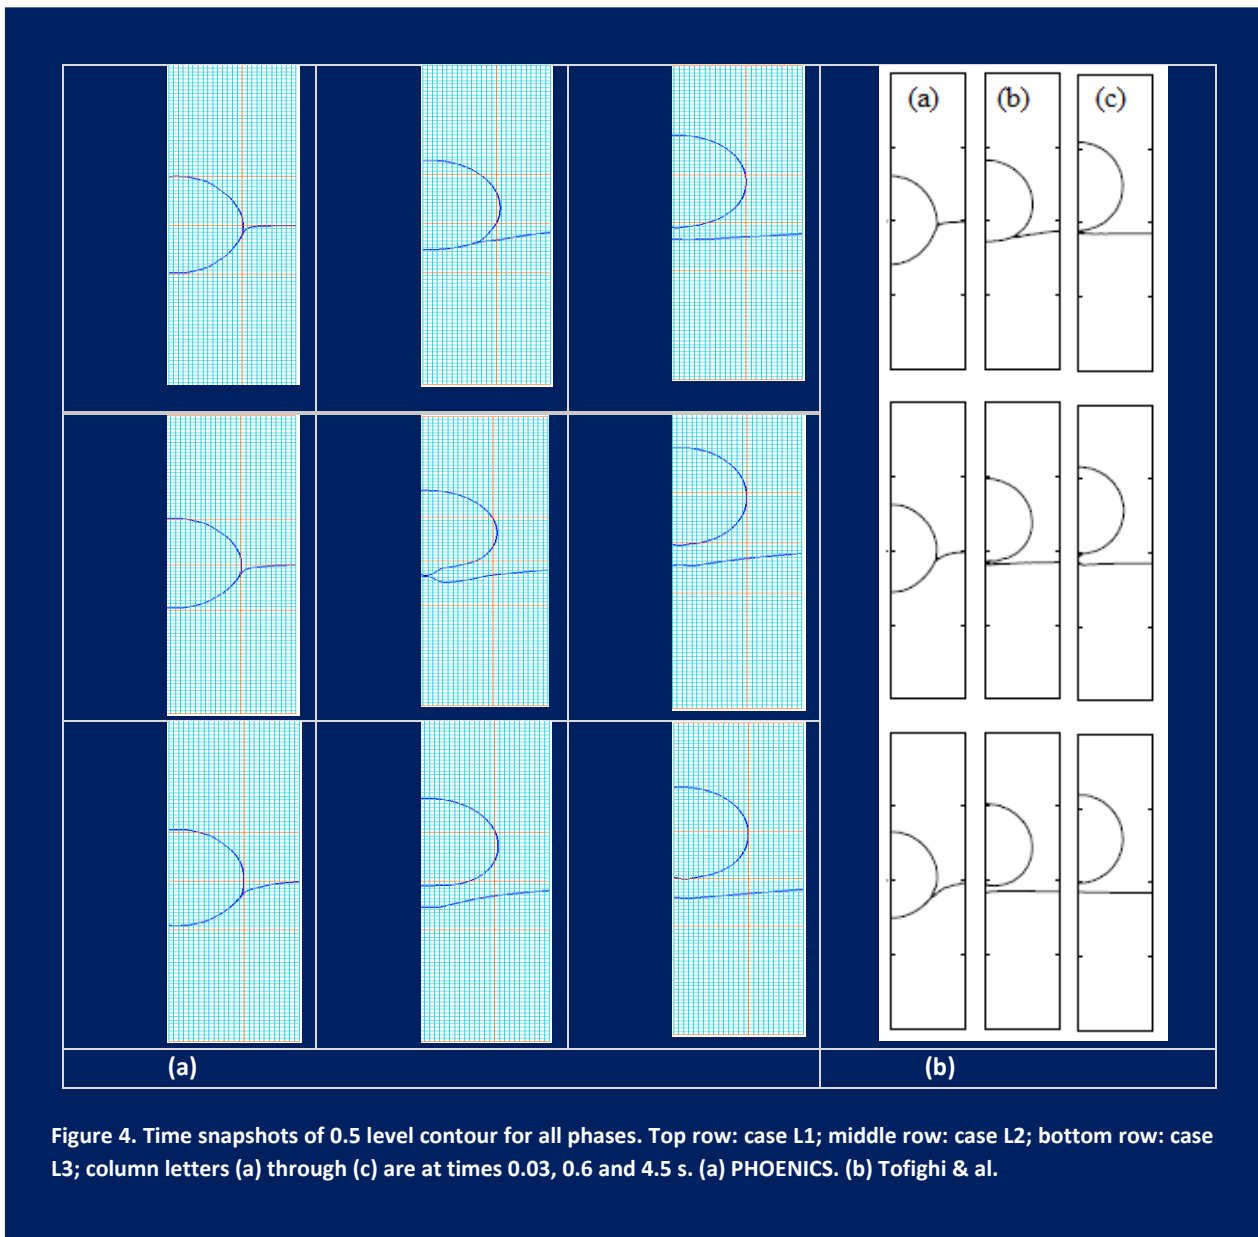 (a) (b) (c)
(a) (b)
Figure 4. Time snapshots of 0.5 level contour for all phases. Top row: case L1; middle row: case L2; bottom row: case
L3; column letters (a) through (c) are at times 0.03, 0.6 and 4.5 s. (a) PHOENICS. (b) Tofighi & al.